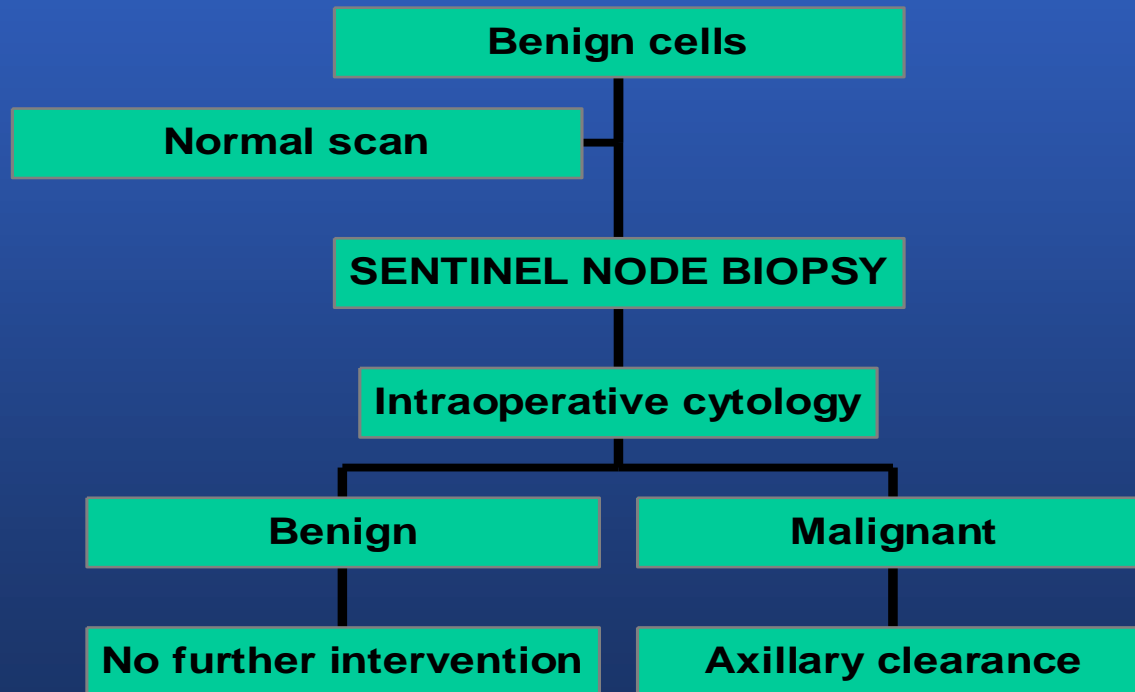 Benign cells
Normal scan
SENTINEL NODE BIOPSY
Intraoperative cytology
Benign
Malignant
No further intervention
Axillary clearance